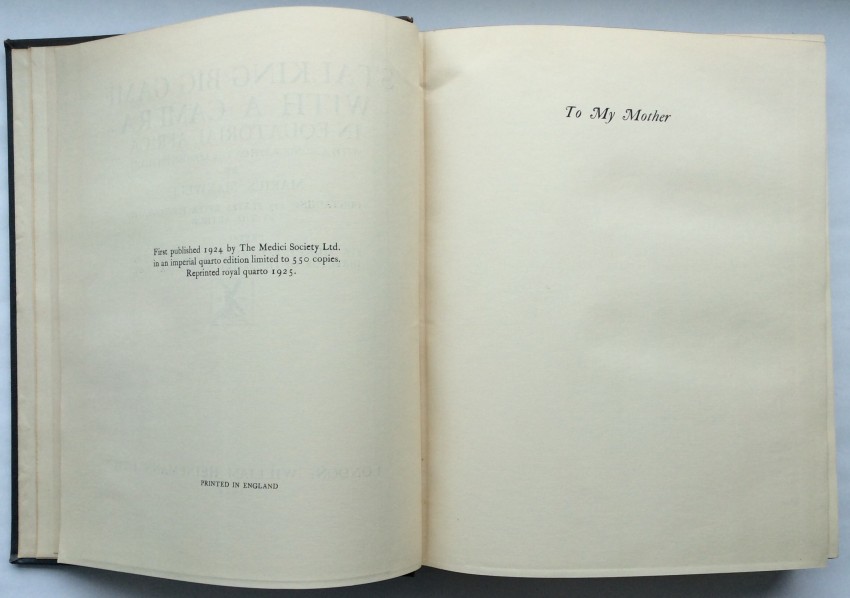 First published 1924 by The Medici Society Ltd.
in an imperial quarto edition limited to 550 copies.
Reprinted royal quarto 1925.
PRINTED IN ENGLAND
To My Mother